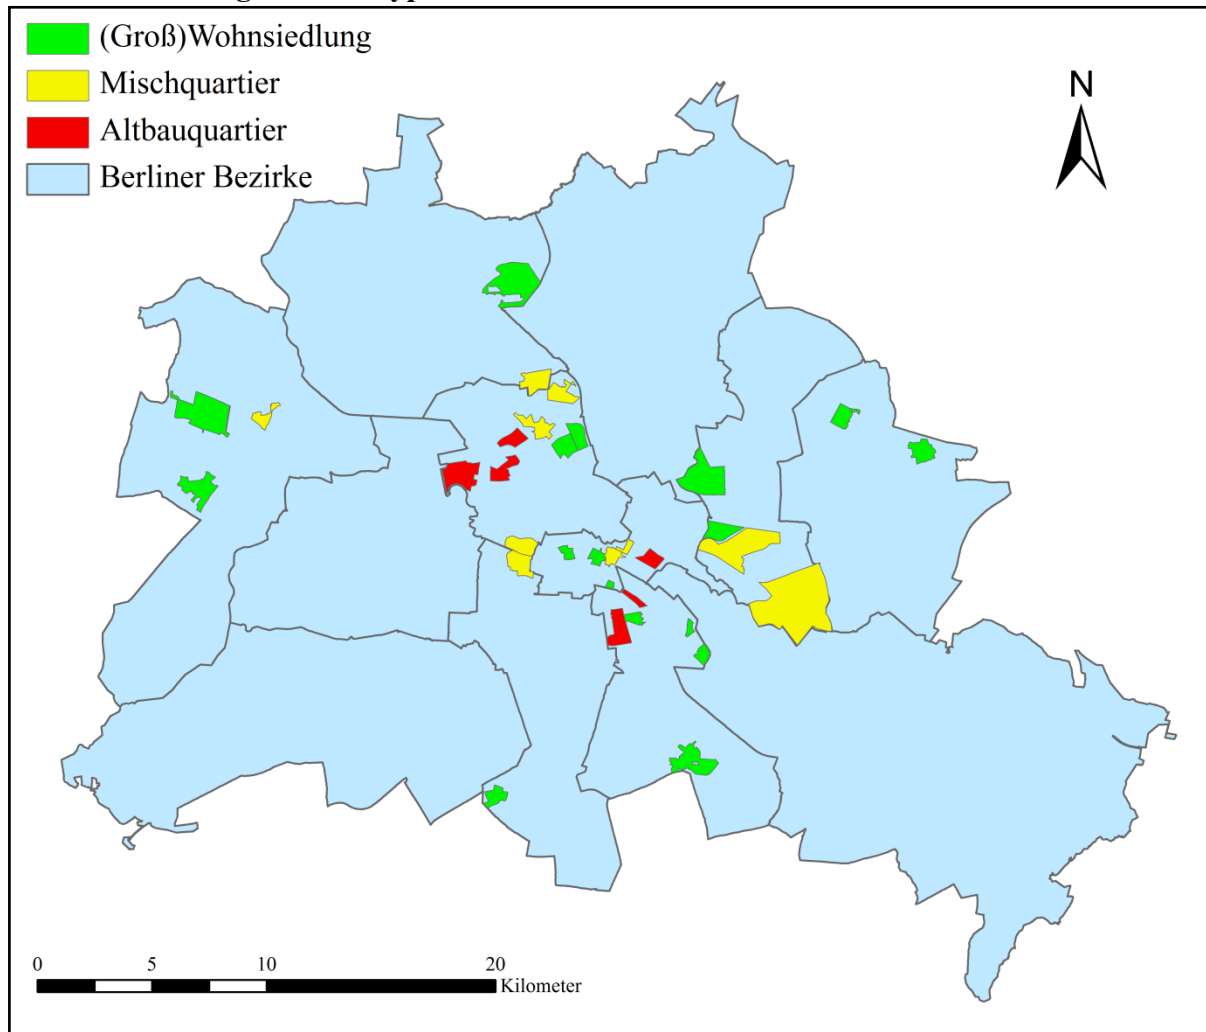 (Groß)Wohnsiedlung
Mischquartier
Altbauquartier
Berliner Bezirke
N
0 5 10 20
Kilometer